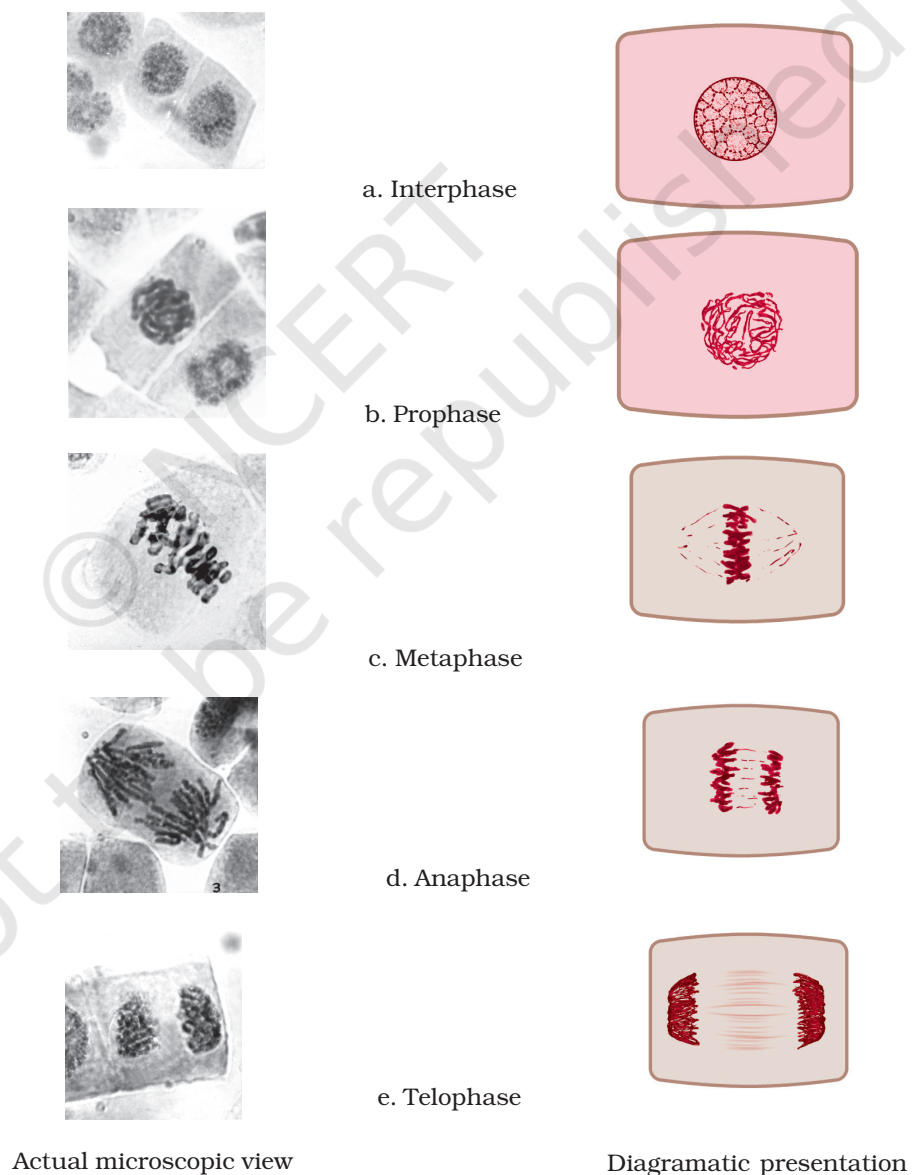 a. Interphase
b. Prophase
c. Metaphase
d. Anaphase
3
e. Telophase
Actual microscopic view
Diagramatic presentation
© NCERT
not to be republished